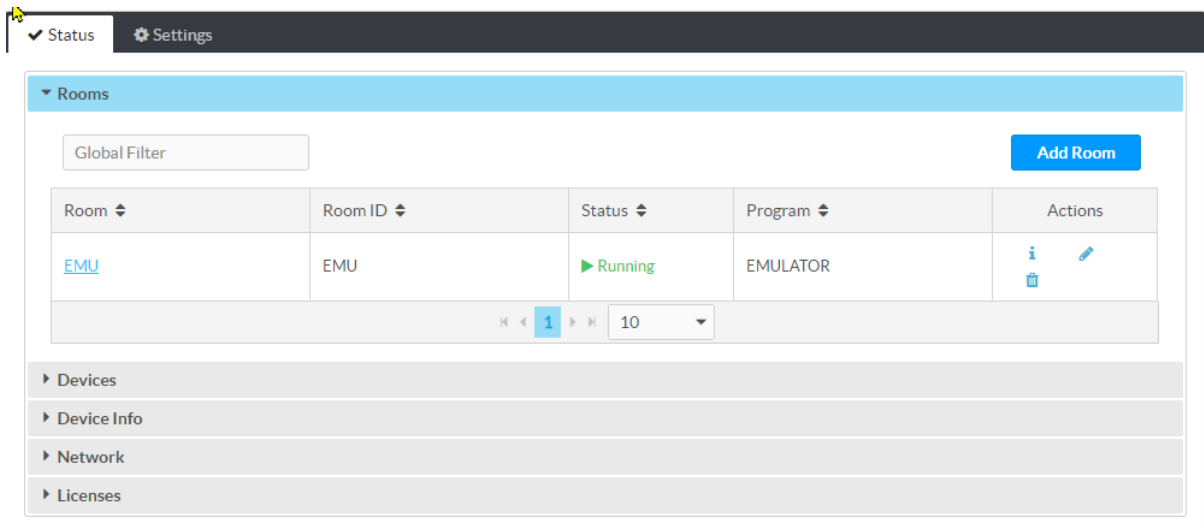 Status Settings
Rooms
Global Filter Add Room
Room Room ID Status Program Actions
EMU EMU Running EMULATOR
1 10
Devices
Device Info
Network
Licenses